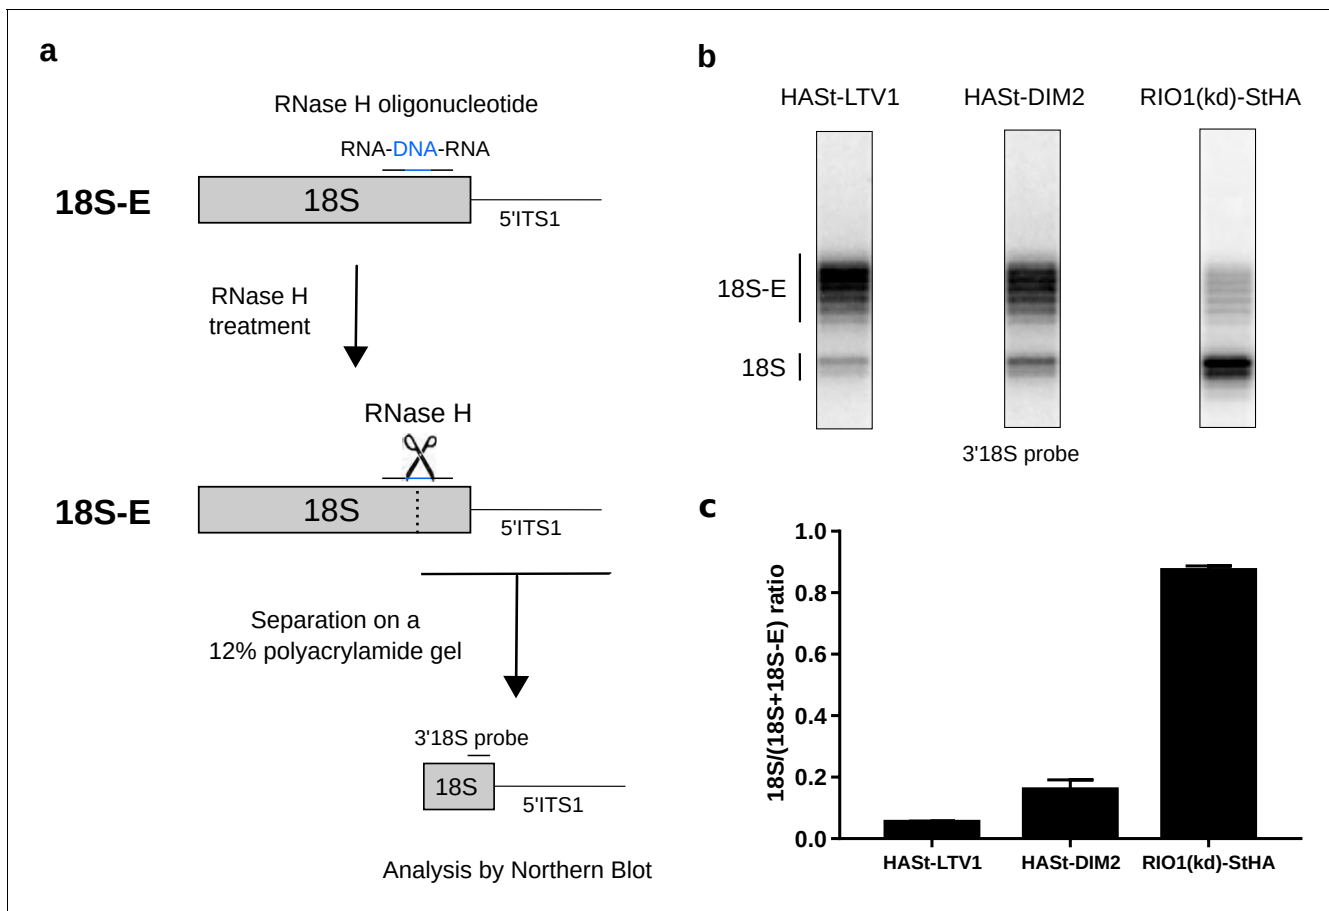 a
RNase H oligonucleotide
RNA-DNA-RNA
18S-E
18S
5'ITS1
RNase H
treatment
RNase H
18S-E
18S
5'ITS1
Separation on a
12% polyacrylamide gel
3'18S probe
18S
5'ITS1
Analysis by Northern Blot
b
HASt-LTV1 HASt-DIM2 RIO1(kd)-StHA
18S-E
18S
3'18S probe
c
18S/(18S+18S-E) ratio
1.0
0.8
0.6
0.4
0.2
0.0
HASt-LTV1 HASt-DIM2 RIO1(kd)-StHA